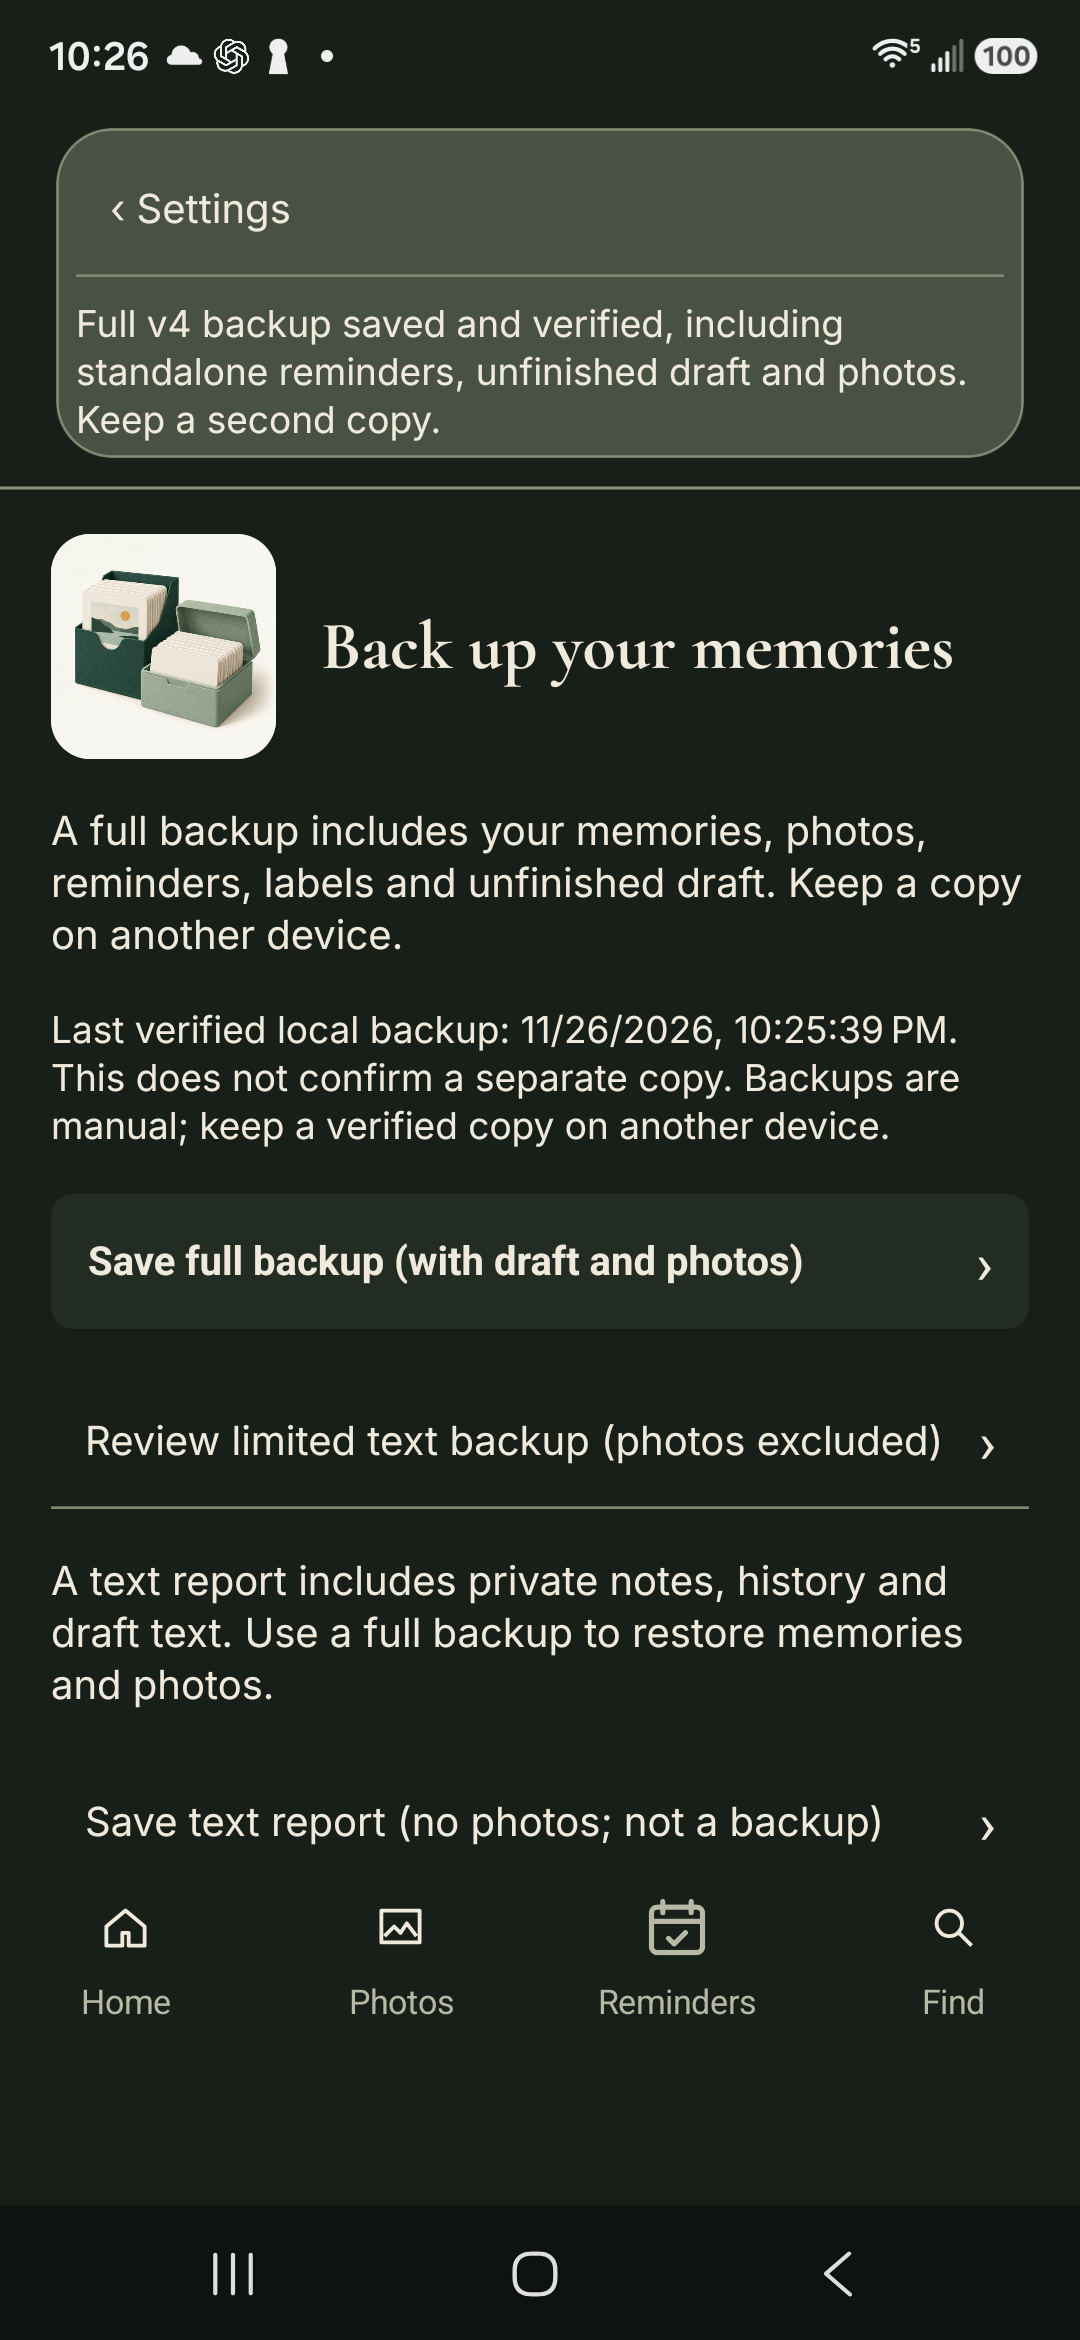 10:26
5
100
‹ Settings
Full v4 backup saved and verified, including
standalone reminders, unfinished draft and photos.
Keep a second copy.
Back up your memories
A full backup includes your memories, photos,
reminders, labels and unfinished draft. Keep a copy
on another device.
Last verified local backup: 11/26/2026, 10:25:39 PM.
This does not confirm a separate copy. Backups are
manual; keep a verified copy on another device.
Save full backup (with draft and photos) ›
Review limited text backup (photos excluded) ›
A text report includes private notes, history and
draft text. Use a full backup to restore memories
and photos.
Save text report (no photos; not a backup) ›
Home Photos Reminders Find